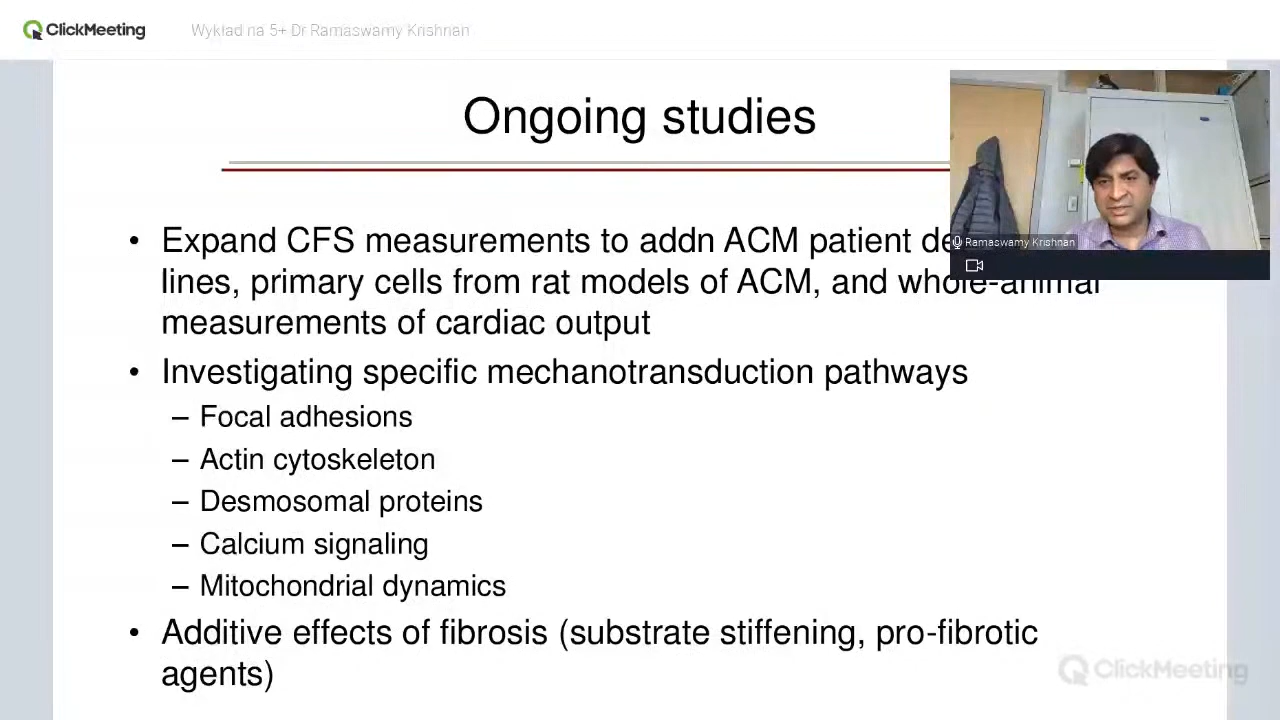 ClickMeeting
Wykład na 5+ Dr Ramaswamy Krishnan
Ongoing studies
• Expand CFS measurements to addn ACM patient de
lines, primary cells from rat models of ACM, and whole-animal
measurements of cardiac output
• Investigating specific mechanotransduction pathways
– Focal adhesions
– Actin cytoskeleton
– Desmosomal proteins
– Calcium signaling
– Mitochondrial dynamics
• Additive effects of fibrosis (substrate stiffening, pro-fibrotic
agents)
Ramaswamy Krishnan
ClickMeeting